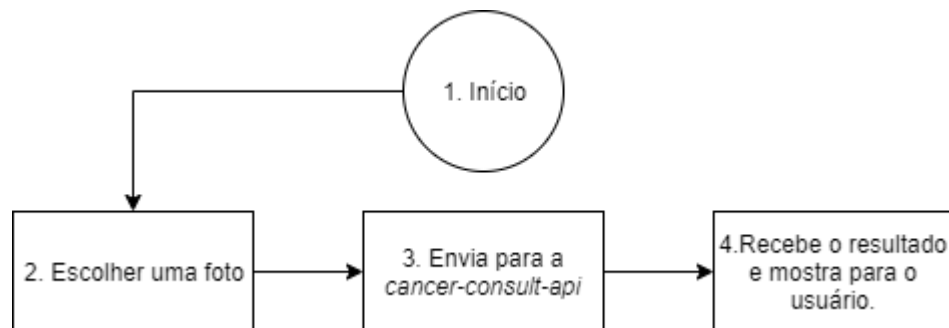 1. Início
2. Escolher uma foto
3. Envia para a
cancer-consult-api
4.Recebe o resultado
e mostra para o
usuário.